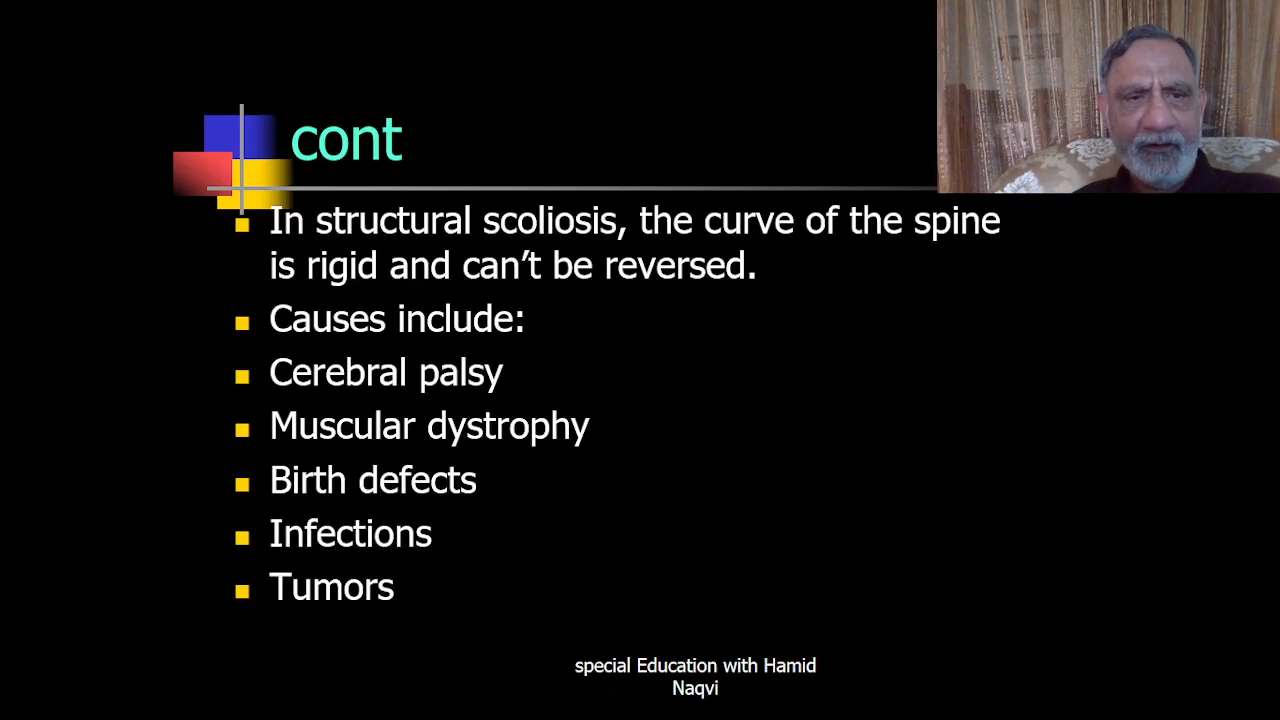 cont
In structural scoliosis, the curve of the spine
is rigid and can’t be reversed.
Causes include:
Cerebral palsy
Muscular dystrophy
Birth defects
Infections
Tumors
special Education with Hamid
Naqvi